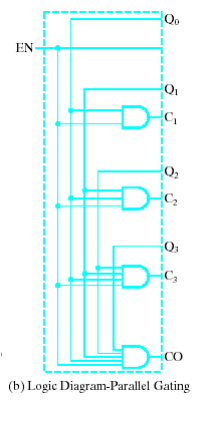 Q₀
EN
Q₁
C₁
Q₂
C₂
Q₃
C₃
CO
(b) Logic Diagram-Parallel Gating